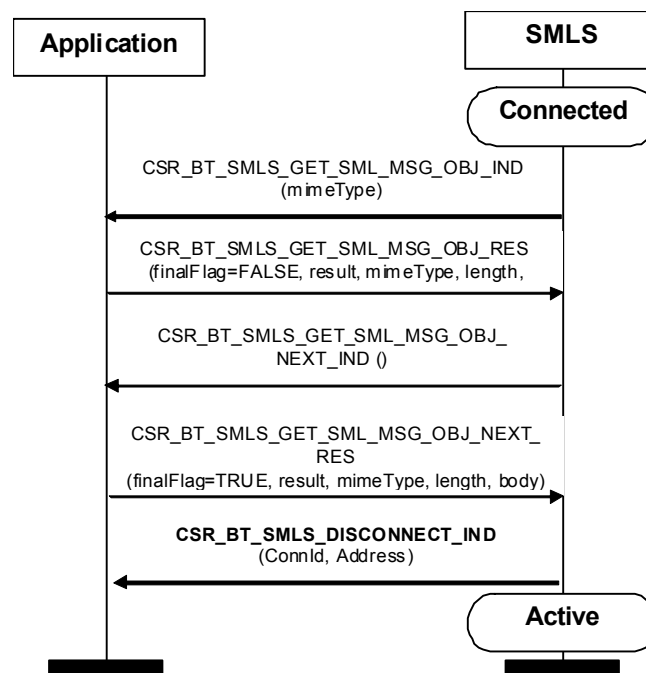 Application
SMLS
Connected
CSR_BT_SMLS_GET_SML_MSG_OBJ_IND
(mimeType)
CSR_BT_SMLS_GET_SML_MSG_OBJ_RES
(finalFlag=FALSE, result, mimeType, length,
CSR_BT_SMLS_GET_SML_MSG_OBJ_
NEXT_IND ()
CSR_BT_SMLS_GET_SML_MSG_OBJ_NEXT_
RES
(finalFlag=TRUE, result, mimeType, length, body)
CSR_BT_SMLS_DISCONNECT_IND
(ConnId, Address)
Active